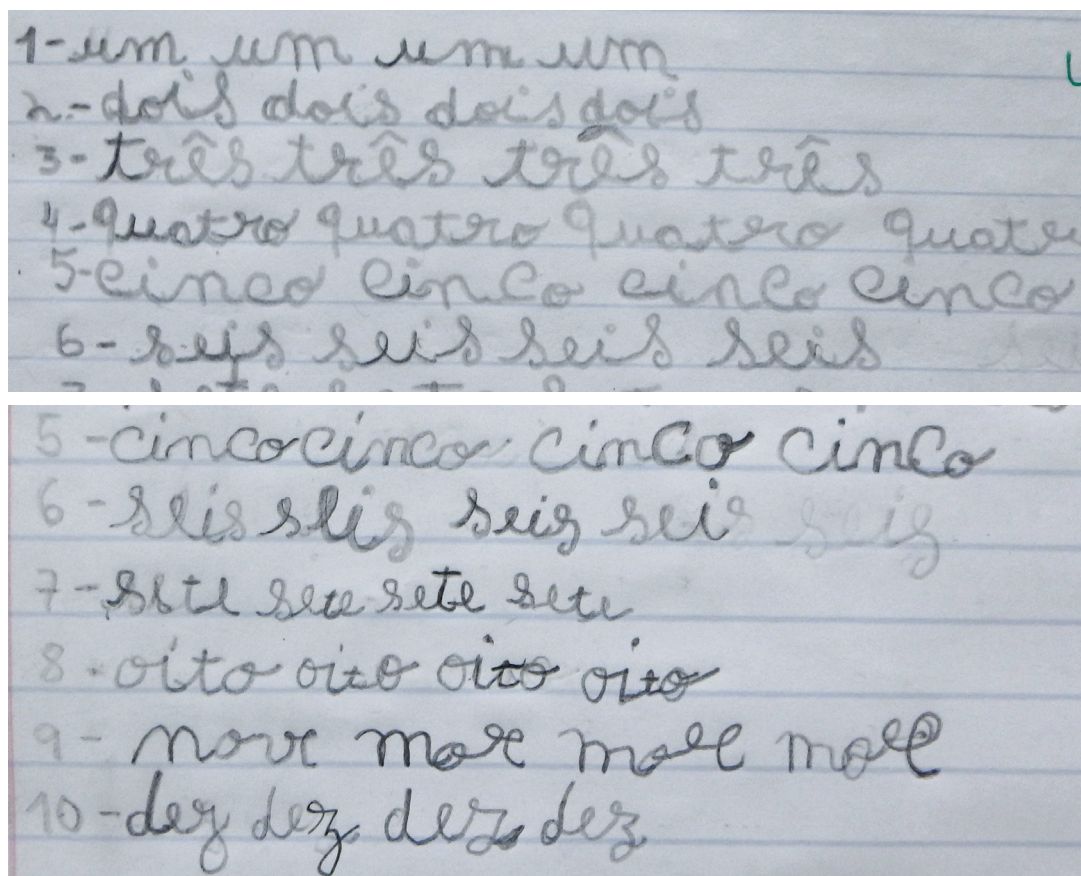 1-um um um um
2-dois dois dois dois
3-três três três três
4-quatro quatro quatro quatr
5-cinco cinco cinco cinco
6-seis seis seis seis sei
5-cinco cinco cinco cinco
6-seis seis seis seis seis
7-sete sete sete sete
8-oito oito oito oito
9-nove nove nove nove
10-dez dez dez dez